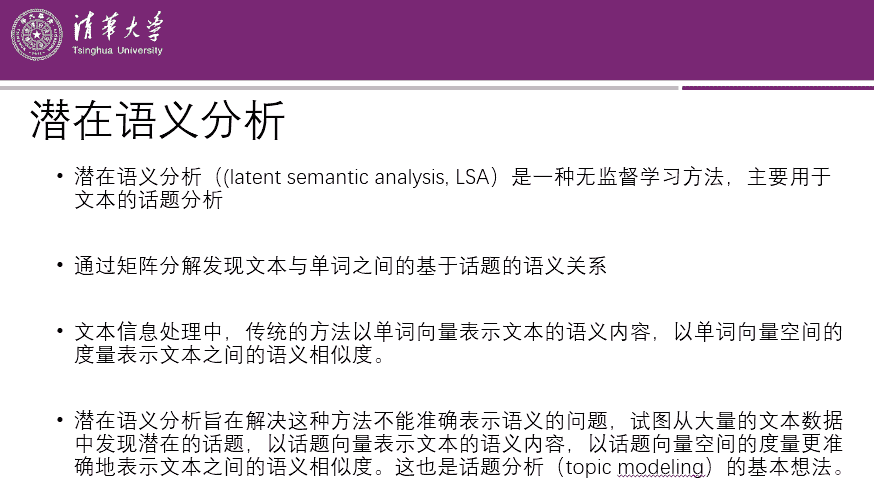 清华大学
Tsinghua University
潜在语义分析
• 潜在语义分析（(latent semantic analysis, LSA）是一种无监督学习方法，主要用于
文本的话题分析
• 通过矩阵分解发现文本与单词之间的基于话题的语义关系
• 文本信息处理中，传统的方法以单词向量表示文本的语义内容，以单词向量空间的
度量表示文本之间的语义相似度。
• 潜在语义分析旨在解决这种方法不能准确表示语义的问题，试图从大量的文本数据
中发现潜在的话题，以话题向量表示文本的语义内容，以话题向量空间的度量更准
确地表示文本之间的语义相似度。这也是话题分析（topic modeling）的基本想法。